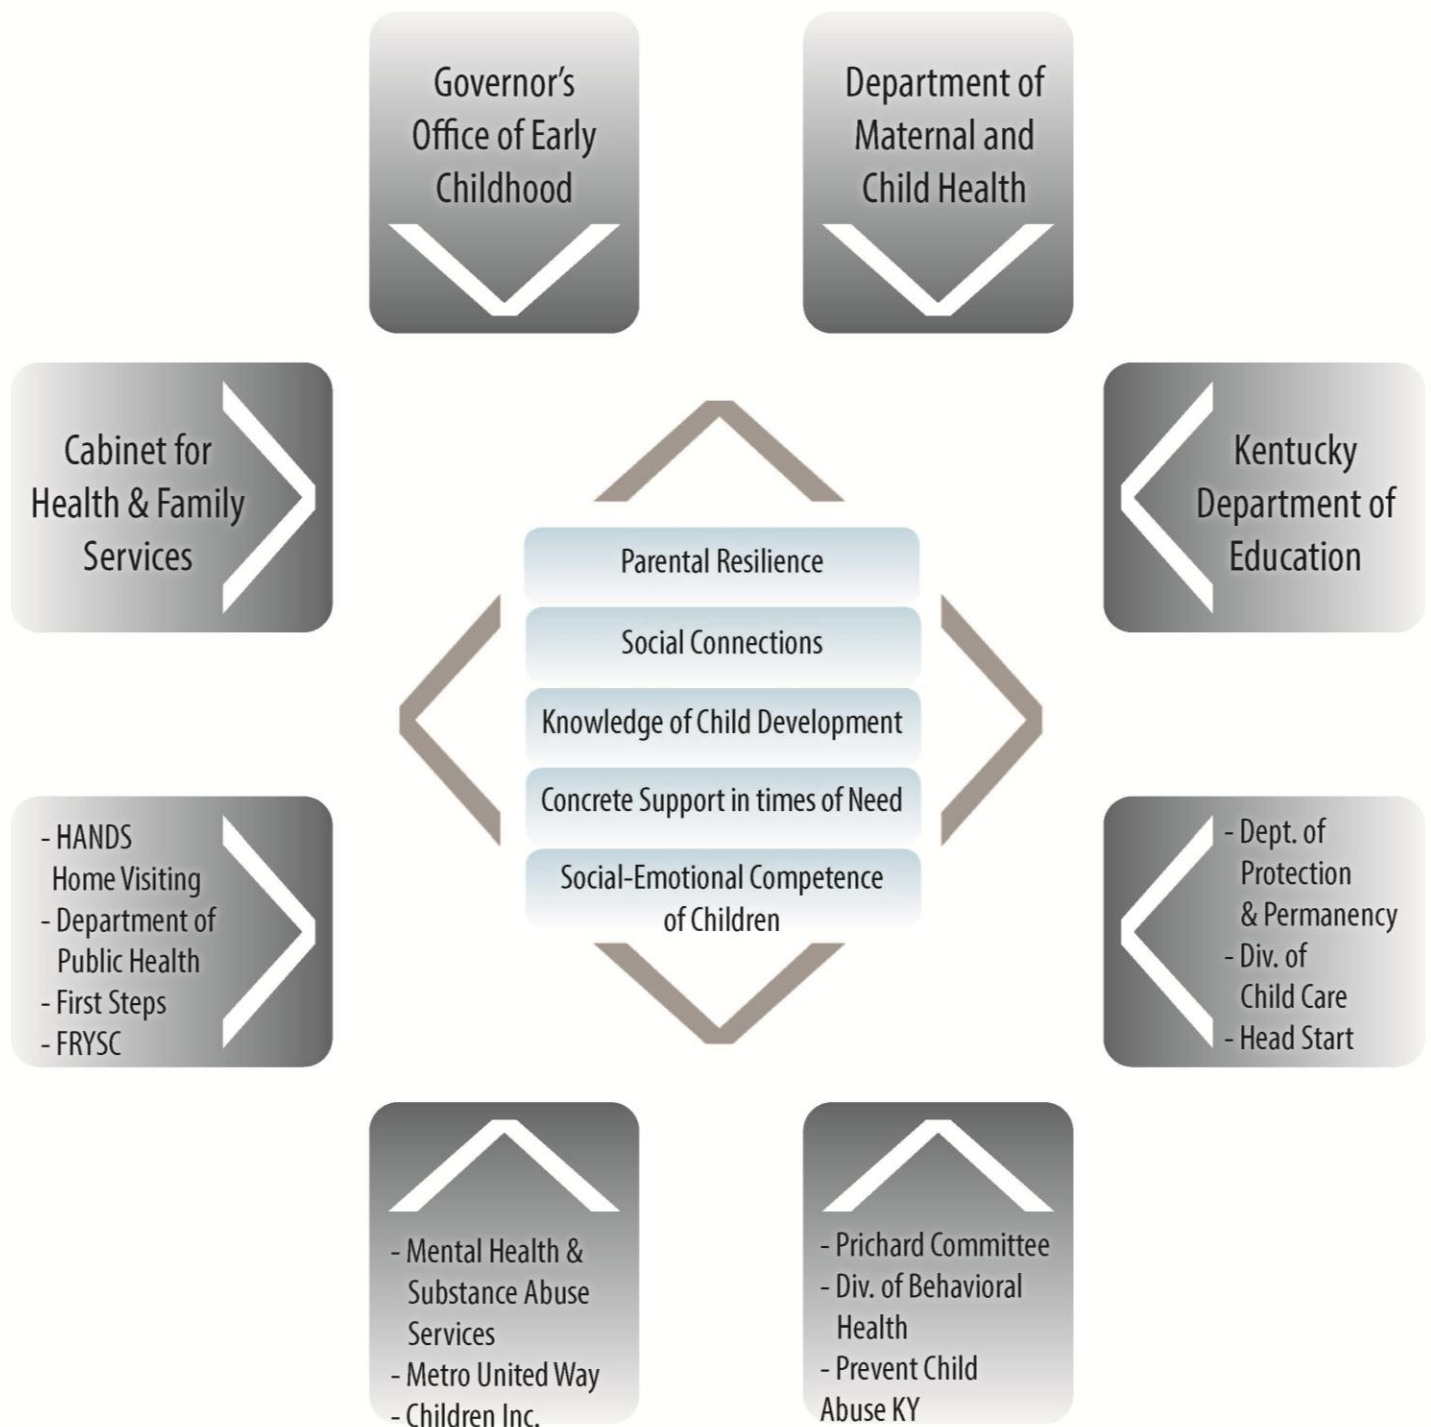 Governor’s
Office of Early
Childhood
Department of
Maternal and
Child Health
Cabinet for
Health & Family
Services
Kentucky
Department of
Education
Parental Resilience
Social Connections
Knowledge of Child Development
Concrete Support in times of Need
Social-Emotional Competence
of Children
- HANDS
Home Visiting
- Department of
Public Health
- First Steps
- FRYSC
- Dept. of
Protection
& Permanency
- Div. of
Child Care
- Head Start
- Mental Health &
Substance Abuse
Services
- Metro United Way
- Children Inc.
- Prichard Committee
- Div. of Behavioral
Health
- Prevent Child
Abuse KY